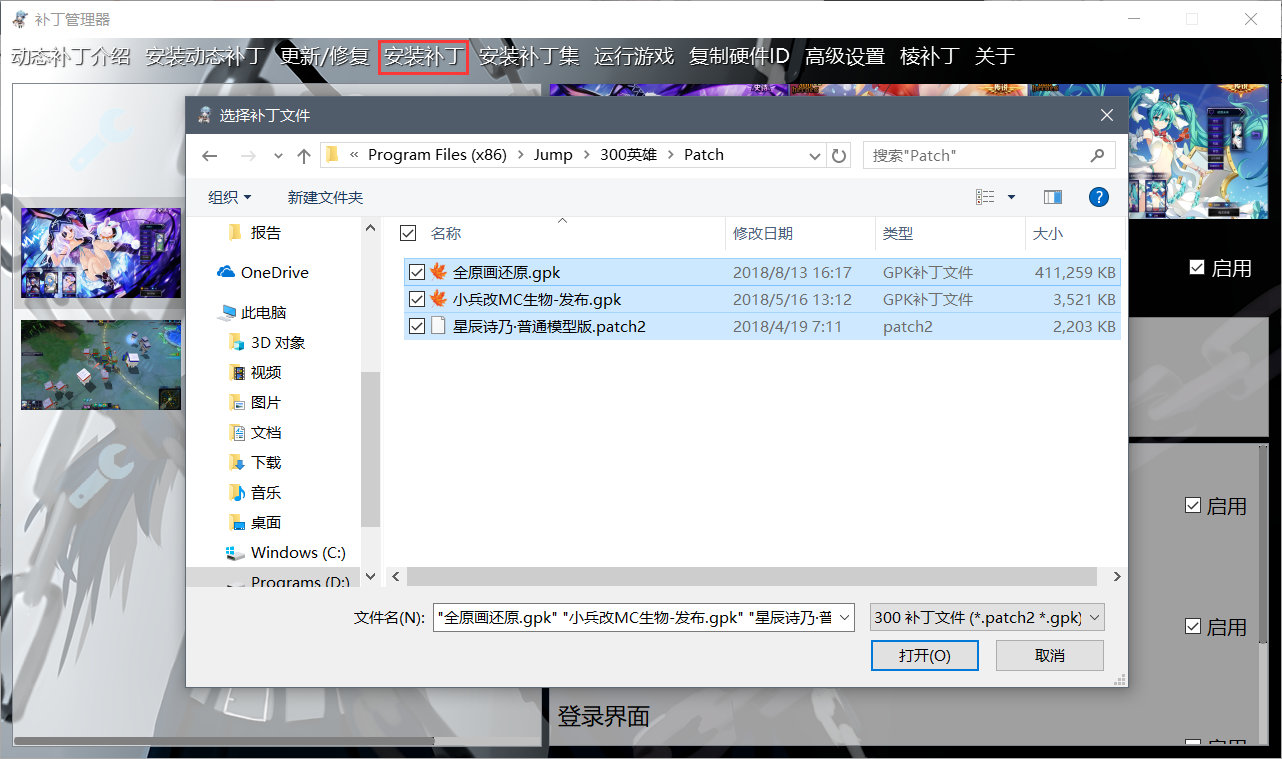 补丁管理器
动态补丁介绍 安装动态补丁 更新/修复 安装补丁 安装补丁集 运行游戏 复制硬件ID 高级设置 棱补丁 关于
选择补丁文件
« Program Files (x86) > Jump > 300英雄 > Patch
搜索"Patch"
组织 新建文件夹
报告
OneDrive
此电脑
3D 对象
视频
图片
文档
下载
音乐
桌面
Windows (C:)
Programs (D:)
名称 修改日期 类型 大小
全原画还原.gpk 2018/8/13 16:17 GPK补丁文件 411,259 KB
小兵改MC生物-发布.gpk 2018/5/16 13:12 GPK补丁文件 3,521 KB
星辰诗乃·普通模型版.patch2 2018/4/19 7:11 patch2 2,203 KB
文件名(N): "全原画还原.gpk" "小兵改MC生物-发布.gpk" "星辰诗乃·普 300 补丁文件 (*.patch2 *.gpk)
打开(O) 取消
启用
启用
启用
登录界面
启用